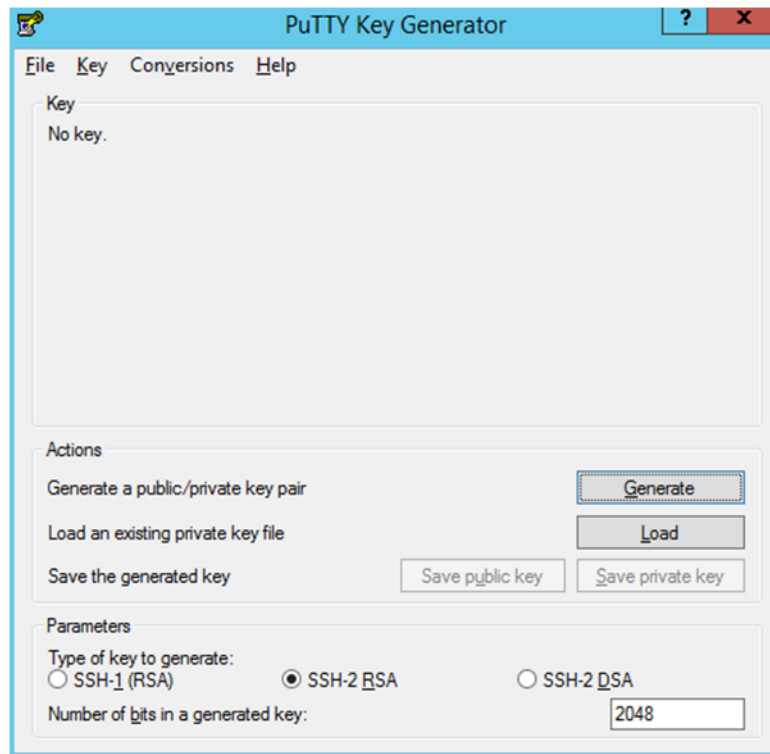 PuTTY Key Generator
? x
File Key Conversions Help
Key
No key.
Actions
Generate a public/private key pair Generate
Load an existing private key file Load
Save the generated key Save public key Save private key
Parameters
Type of key to generate:
SSH-1 (RSA) SSH-2 RSA SSH-2 DSA
Number of bits in a generated key: 2048